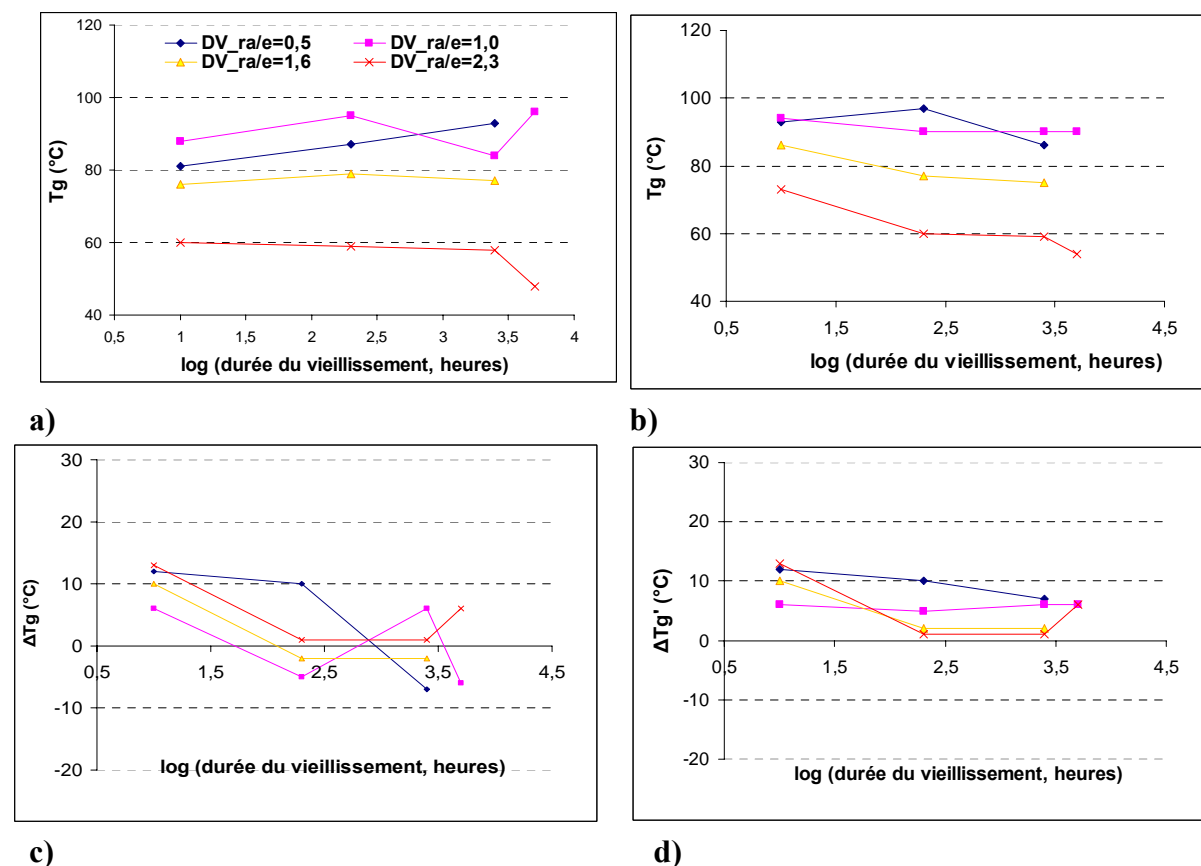 120
100
80
60
40
Tg (°C)
DV_ra/e=0,5
DV_ra/e=1,0
DV_ra/e=1,6
DV_ra/e=2,3
0,5 1 1,5 2 2,5 3 3,5 4
log (durée du vieillissement, heures)
a)
120
100
80
60
40
Tg (°C)
0,5 1,5 2,5 3,5 4,5
log (durée du vieillissement, heures)
b)
30
20
10
0
-10
-20
ΔTg (°C)
0,5 1,5 2,5 3,5 4,5
log (durée du vieillissement, heures)
c)
30
20
10
0
-10
-20
ΔTg' (°C)
0,5 1,5 2,5 3,5 4,5
log (durée du vieillissement, heures)
d)